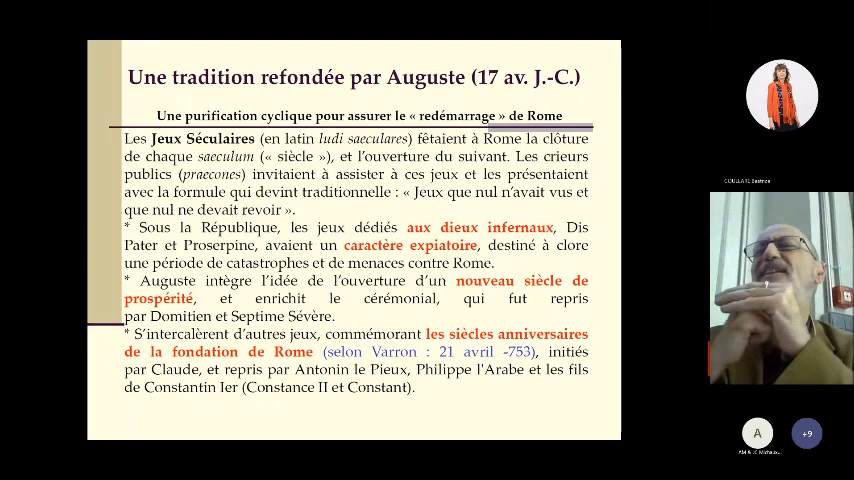 Une tradition refondée par Auguste (17 av. J.-C.)
Une purification cyclique pour assurer le « redémarrage » de Rome
Les Jeux Séculaires (en latin ludi saeculares) fêtaient à Rome la clôture
de chaque saeculum (« siècle »), et l'ouverture du suivant. Les crieurs
publics (praecones) invitaient à assister à ces jeux et les présentaient
avec la formule qui devint traditionnelle : « Jeux que nul n'avait vus et
que nul ne devait revoir ».
* Sous la République, les jeux dédiés aux dieux infernaux, Dis
Pater et Proserpine, avaient un caractère expiatoire, destiné à clore
une période de catastrophes et de menaces contre Rome.
* Auguste intègre l'idée de l'ouverture d'un nouveau siècle de
prospérité, et enrichit le cérémonial, qui fut repris
par Domitien et Septime Sévère.
* S'intercalèrent d'autres jeux, commémorant les siècles anniversaires
de la fondation de Rome (selon Varron : 21 avril -753), initiés
par Claude, et repris par Antonin le Pieux, Philippe l'Arabe et les fils
de Constantin Ier (Constance II et Constant).
COULLARE Beatrice
A
+9
AM & JC Michaux...